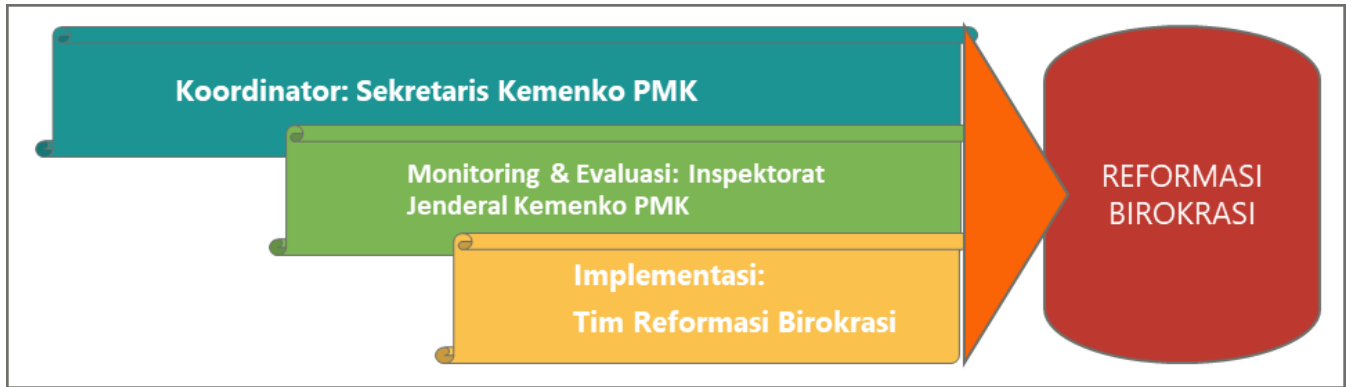 Koordinator: Sekretaris Kemenko PMK
Monitoring & Evaluasi: Inspektorat
Jenderal Kemenko PMK
Implementasi:
Tim Reformasi Birokrasi
REFORMASI
BIROKRASI